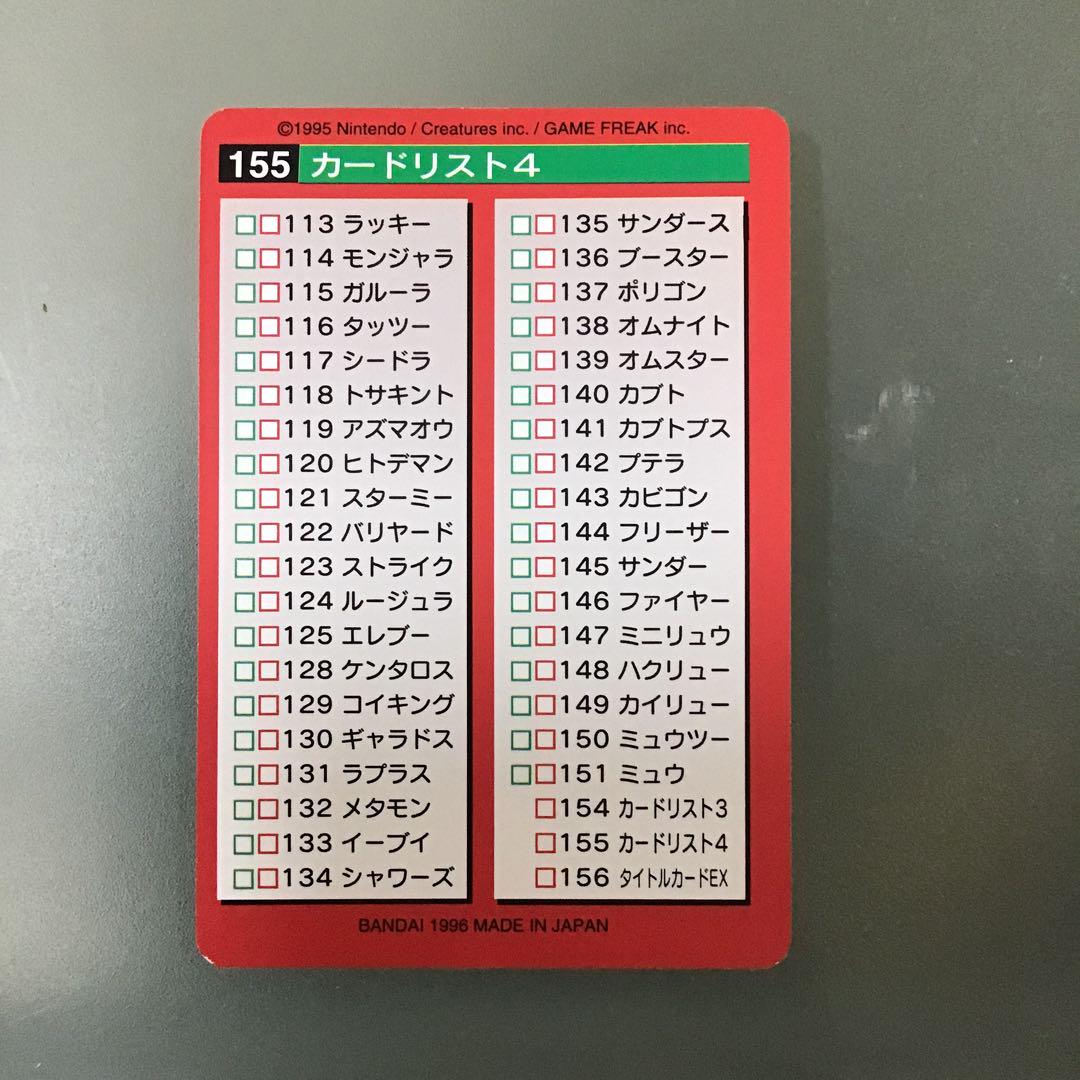 ©1995 Nintendo / Creatures inc. / GAME FREAK inc.
155 カードリスト4
113 ラッキー
114 モンジャラ
115 ガルーラ
116 タッツー
117 シードラ
118 トサキント
119 アズマオウ
120 ヒトデマン
121 スターミー
122 バリヤード
123 ストライク
124 ルージュラ
125 エレブー
128 ケンタロス
129 コイキング
130 ギャラドス
131 ラプラス
132 メタモン
133 イーブイ
134 シャワーズ
135 サンダース
136 ブースター
137 ポリゴン
138 オムナイト
139 オムスター
140 カブト
141 カブトプス
142 プテラ
143 カビゴン
144 フリーザー
145 サンダー
146 ファイヤー
147 ミニリュウ
148 ハクリュー
149 カイリュー
150 ミュウツー
151 ミュウ
154 カードリスト3
155 カードリスト4
156 タイトルカードEX
BANDAI 1996 MADE IN JAPAN